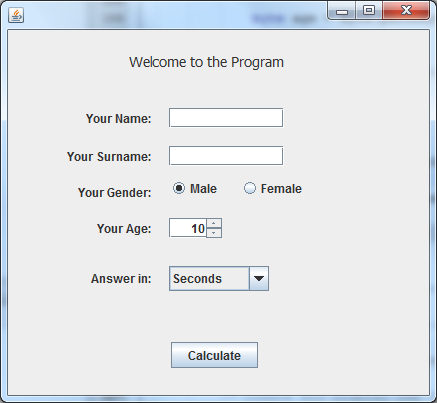 Welcome to the Program
Your Name:
Your Surname:
Your Gender: Male Female
Your Age: 10
Answer in: Seconds
Calculate